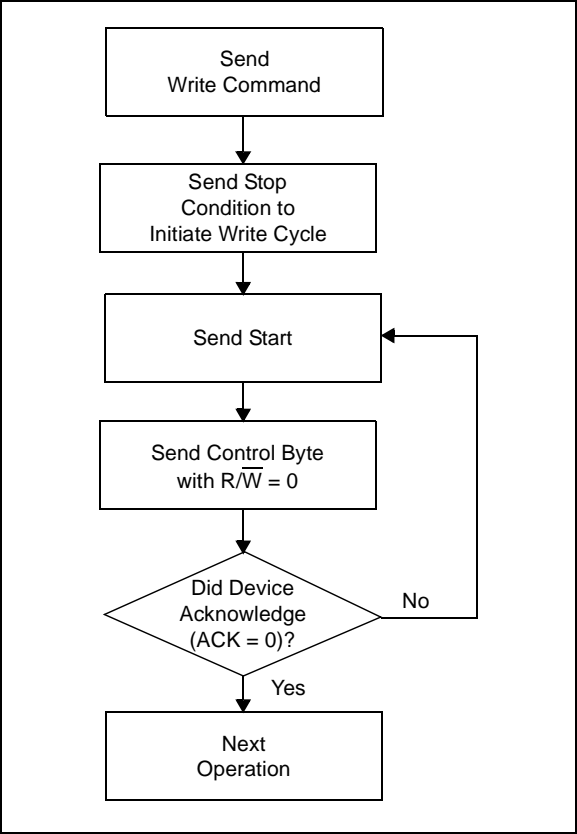 Send
Write Command
Send Stop
Condition to
Initiate Write Cycle
Send Start
Send Control Byte
with R/W̅ = 0
Did Device
Acknowledge
(ACK = 0)?
No
Yes
Next
Operation